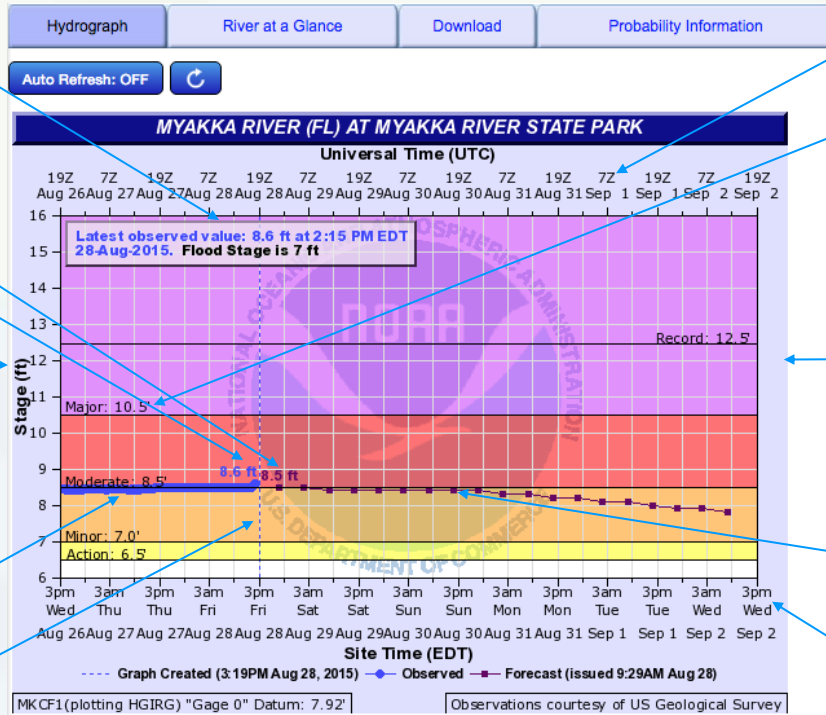 Hydrograph River at a Glance Download Probability Information
Auto Refresh: OFF
MYAKKA RIVER (FL) AT MYAKKA RIVER STATE PARK
Universal Time (UTC)
19Z 7Z 19Z 7Z 19Z 7Z 19Z 7Z 19Z 7Z 19Z 7Z 19Z 7Z 19Z
Aug 26 Aug 27 Aug 27 Aug 28 Aug 28 Aug 29 Aug 29 Aug 30 Aug 30 Aug 31 Aug 31 Sep 1 Sep 1 Sep 2 Sep 2
16
Latest observed value: 8.6 ft at 2:15 PM EDT
28-Aug-2015. Flood Stage is 7 ft
15
14
13
Record: 12.5'
12
11
Major: 10.5'
10
9
8.6 ft 8.5 ft
Moderate: 8.5'
8
Minor: 7.0'
7
Action: 6.5'
6
Stage (ft)
NATIONAL OCEANIC AND ATMOSPHERIC ADMINISTRATION
NOAA
U.S. DEPARTMENT OF COMMERCE
3pm 3am 3pm 3am 3pm 3am 3pm 3am 3pm 3am 3pm 3am 3pm 3am 3pm
Wed Thu Thu Fri Fri Sat Sat Sun Sun Mon Mon Tue Tue Wed Wed
Aug 26 Aug 27 Aug 27 Aug 28 Aug 28 Aug 29 Aug 29 Aug 30 Aug 30 Aug 31 Aug 31 Sep 1 Sep 1 Sep 2 Sep 2
Site Time (EDT)
Graph Created (3:19PM Aug 28, 2015) Observed Forecast (issued 9:29AM Aug 28)
MKCF1(plotting HGIRG) "Gage 0" Datum: 7.92' Observations courtesy of US Geological Survey